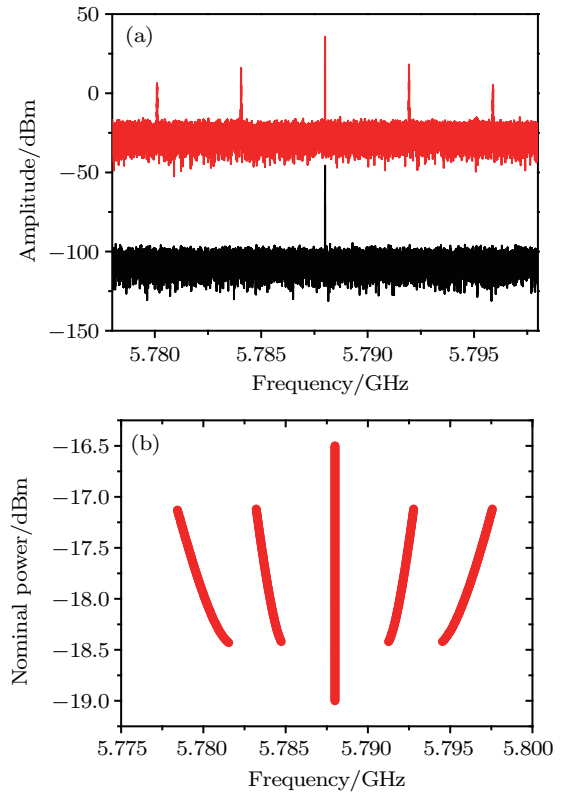 (a)
50
0
−50
−100
−150
Amplitude/dBm
5.780 5.785 5.790 5.795
Frequency/GHz
(b)
−16.5
−17.0
−17.5
−18.0
−18.5
−19.0
Nominal power/dBm
5.775 5.780 5.785 5.790 5.795 5.800
Frequency/GHz